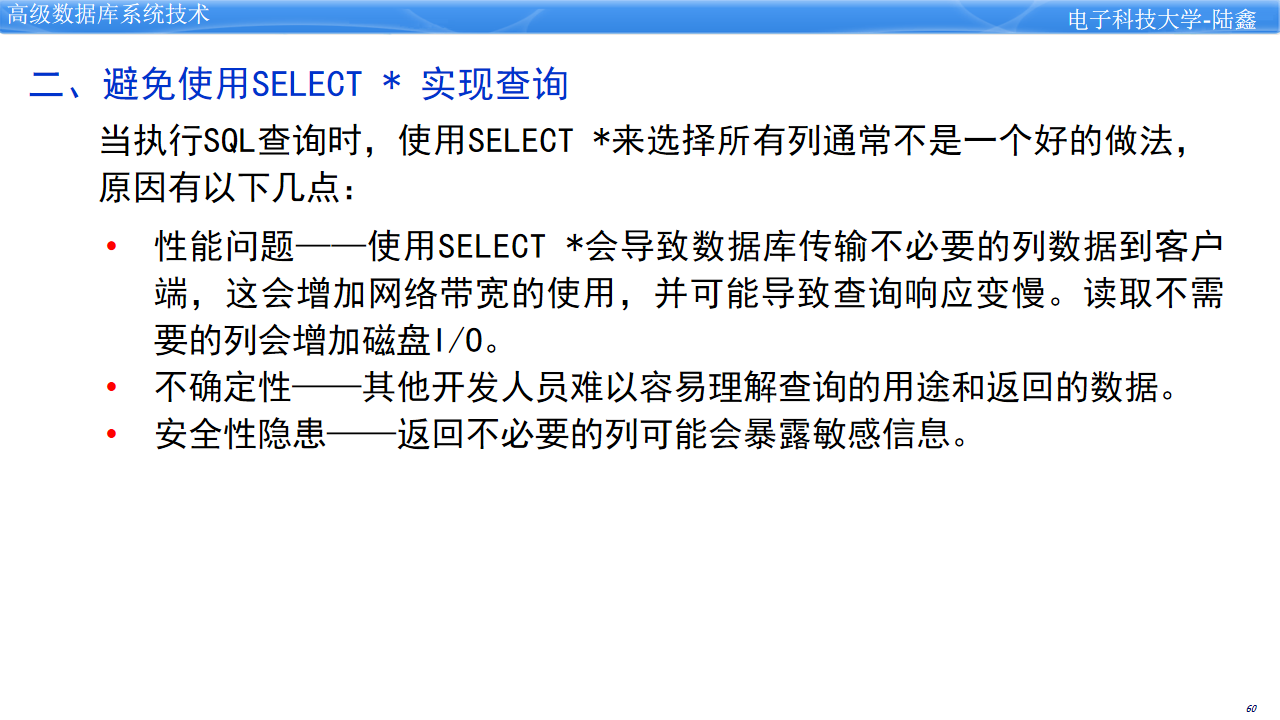 高级数据库系统技术
电子科技大学-陆鑫
二、避免使用SELECT * 实现查询
当执行SQL查询时，使用SELECT *来选择所有列通常不是一个好的做法，
原因有以下几点：
• 性能问题——使用SELECT *会导致数据库传输不必要的列数据到客户
端，这会增加网络带宽的使用，并可能导致查询响应变慢。读取不需
要的列会增加磁盘I/O。
• 不确定性——其他开发人员难以容易理解查询的用途和返回的数据。
• 安全性隐患——返回不必要的列可能会暴露敏感信息。
60